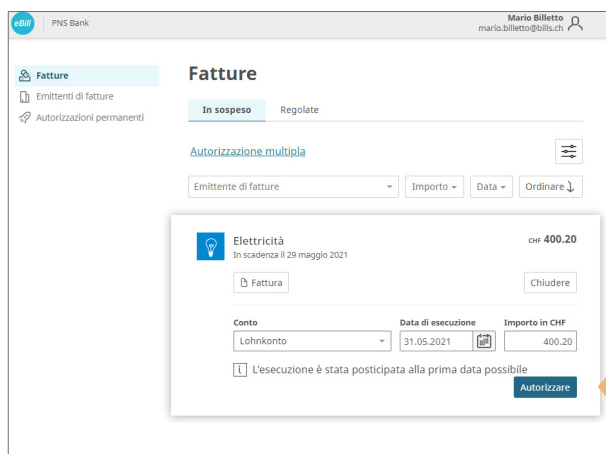 eBill PNS Bank Mario Billetto
mario.billetto@bills.ch
Fatture
Emittenti di fatture
Autorizzazioni permanenti
Fatture
In sospeso Regolate
Autorizzazione multipla
Emittente di fatture Importo Data Ordinare
Elettricità CHF 400.20
In scadenza il 29 maggio 2021
Fattura Chiudere
Conto Data di esecuzione Importo in CHF
Lohnkonto 31.05.2021 400.20
i L'esecuzione è stata posticipata alla prima data possibile
Autorizzare